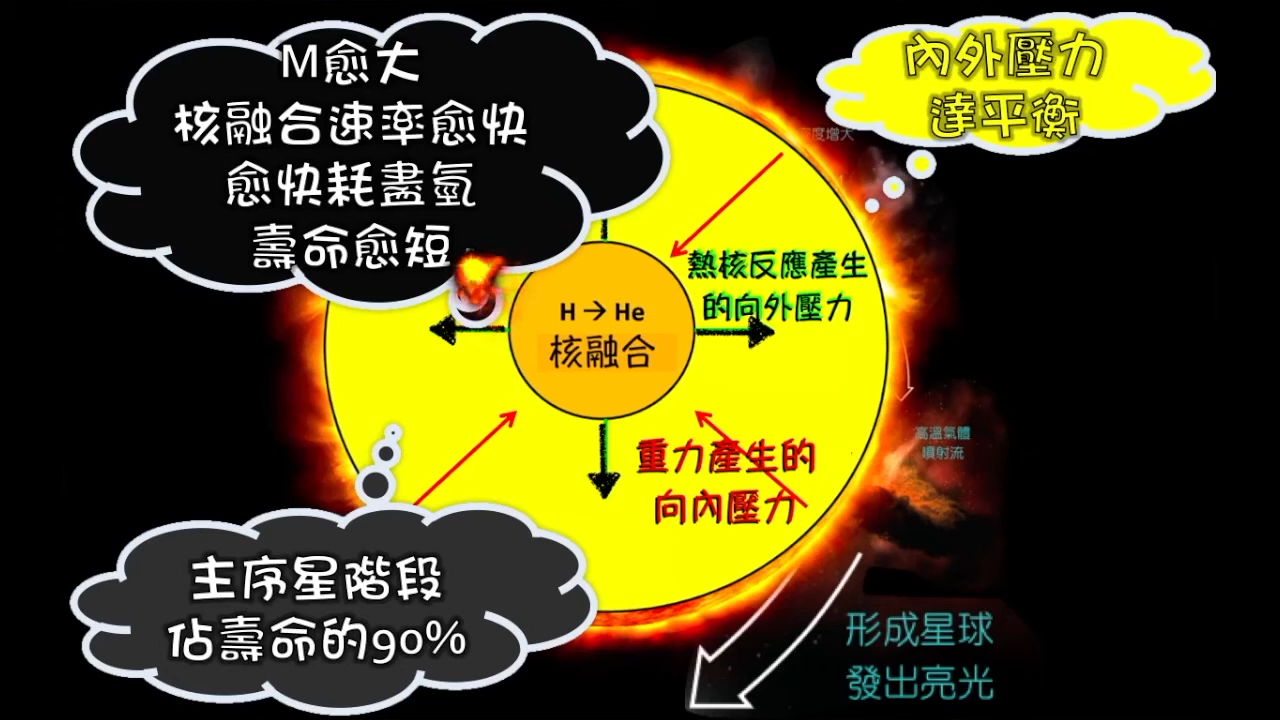 M愈大
核融合速率愈快
愈快耗盡氫
壽命愈短
內外壓力
達平衡
密度增大
熱核反應產生
的向外壓力
H→He
核融合
高溫氣體
噴射流
重力產生的
向內壓力
主序星階段
佔壽命的90%
形成星球
發出亮光